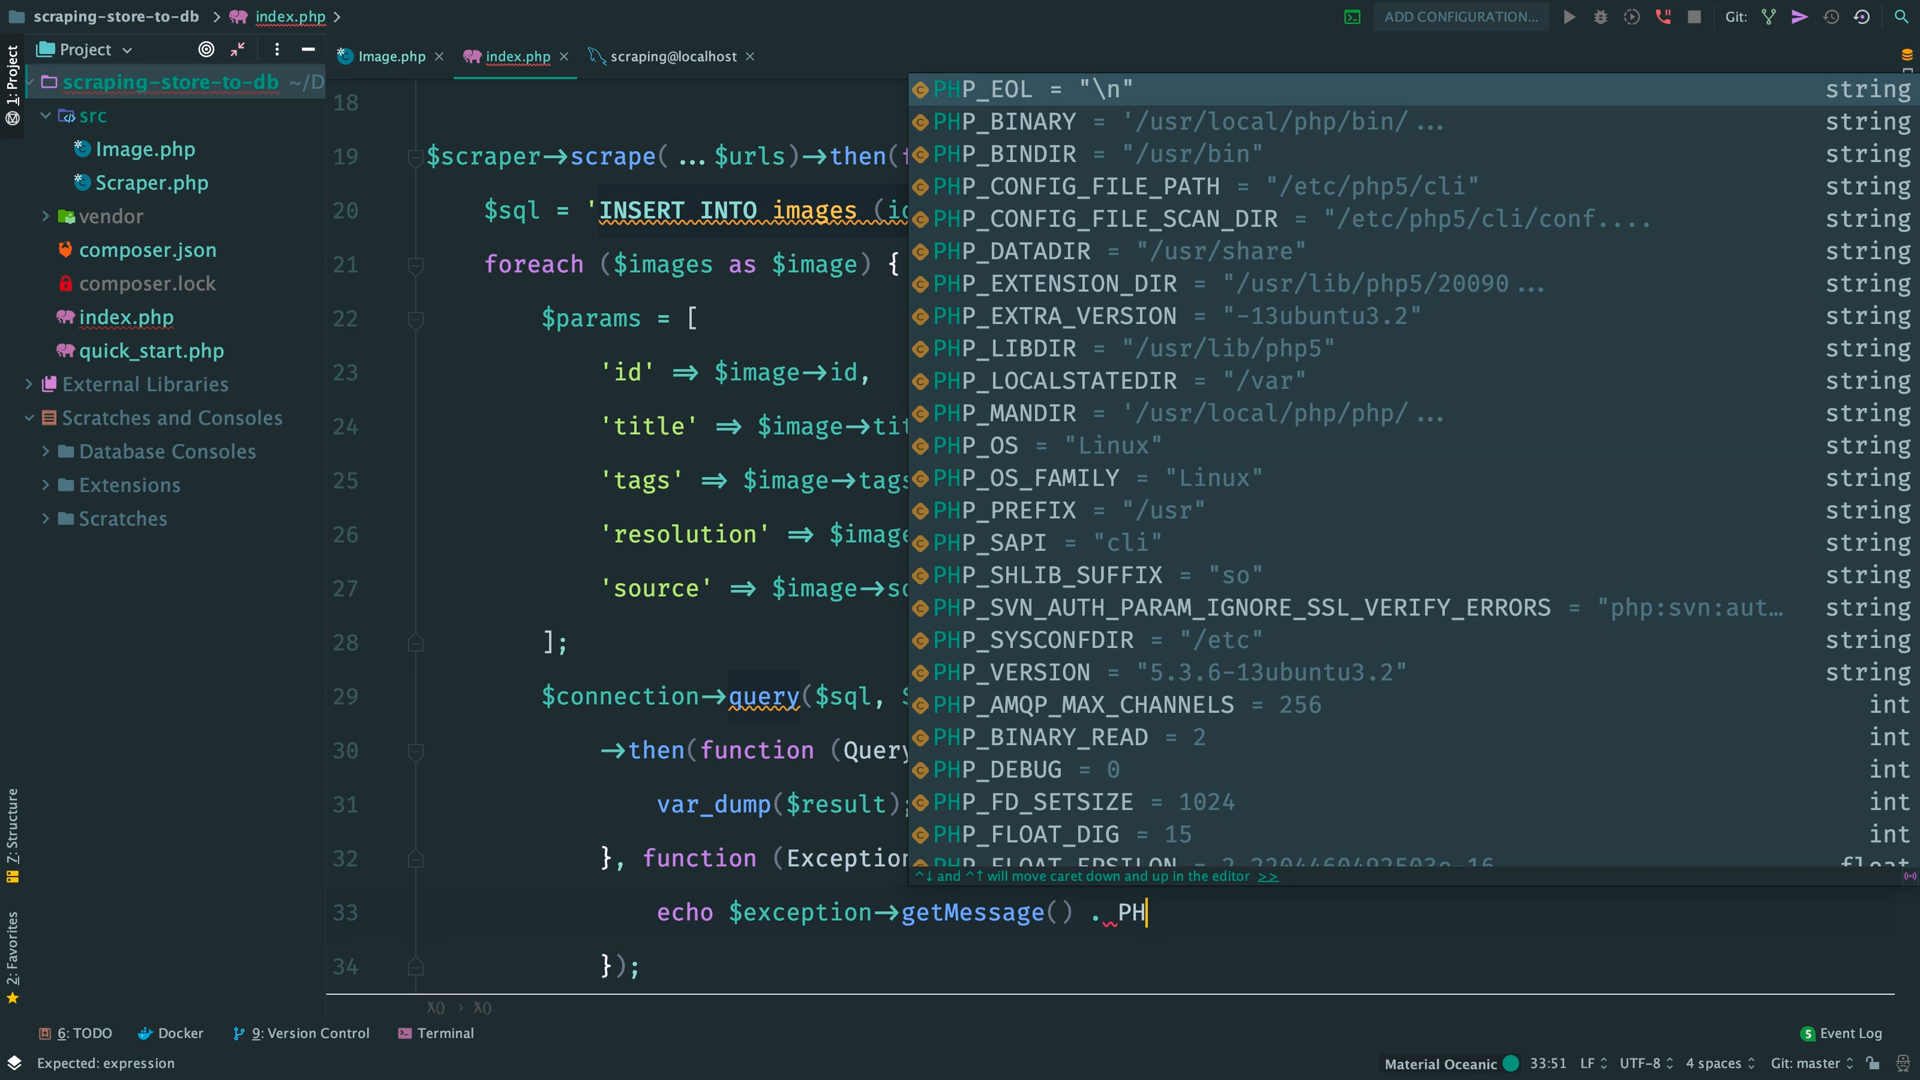 scraping-store-to-db > index.php >
ADD CONFIGURATION...
Git:
1: Project
Project
Image.php
index.php
scraping@localhost
scraping-store-to-db ~/D
src
Image.php
Scraper.php
vendor
composer.json
composer.lock
index.php
quick_start.php
External Libraries
Scratches and Consoles
Database Consoles
Extensions
Scratches
18
19 $scraper->scrape(...$urls)->then(f
20 $sql = 'INSERT INTO images (id
21 foreach ($images as $image) {
22 $params = [
23 'id' => $image->id,
24 'title' => $image->tit
25 'tags' => $image->tags
26 'resolution' => $image
27 'source' => $image->so
28 ];
29 $connection->query($sql, $
30 ->then(function (Query
31 var_dump($result);
32 }, function (Exception
33 echo $exception->getMessage() . PH
34 });
PHP_EOL = "\n" string
PHP_BINARY = '/usr/local/php/bin/... string
PHP_BINDIR = "/usr/bin" string
PHP_CONFIG_FILE_PATH = "/etc/php5/cli" string
PHP_CONFIG_FILE_SCAN_DIR = "/etc/php5/cli/conf.... string
PHP_DATADIR = "/usr/share" string
PHP_EXTENSION_DIR = "/usr/lib/php5/20090... string
PHP_EXTRA_VERSION = "-13ubuntu3.2" string
PHP_LIBDIR = "/usr/lib/php5" string
PHP_LOCALSTATEDIR = "/var" string
PHP_MANDIR = '/usr/local/php/php/... string
PHP_OS = "Linux" string
PHP_OS_FAMILY = "Linux" string
PHP_PREFIX = "/usr" string
PHP_SAPI = "cli" string
PHP_SHLIB_SUFFIX = "so" string
PHP_SVN_AUTH_PARAM_IGNORE_SSL_VERIFY_ERRORS = "php:svn:aut... string
PHP_SYSCONFDIR = "/etc" string
PHP_VERSION = "5.3.6-13ubuntu3.2" string
PHP_AMQP_MAX_CHANNELS = 256 int
PHP_BINARY_READ = 2 int
PHP_DEBUG = 0 int
PHP_FD_SETSIZE = 1024 int
PHP_FLOAT_DIG = 15 int
PHP_FLOAT_EPSILON = 2.220446049250​3e-16 float
^↓ and ^↑ will move caret down and up in the editor >>
λ() > λ()
Z: Structure
2: Favorites
6: TODO
Docker
9: Version Control
Terminal
5 Event Log
Expected: expression
Material Oceanic
33:51
LF
UTF-8
4 spaces
Git: master